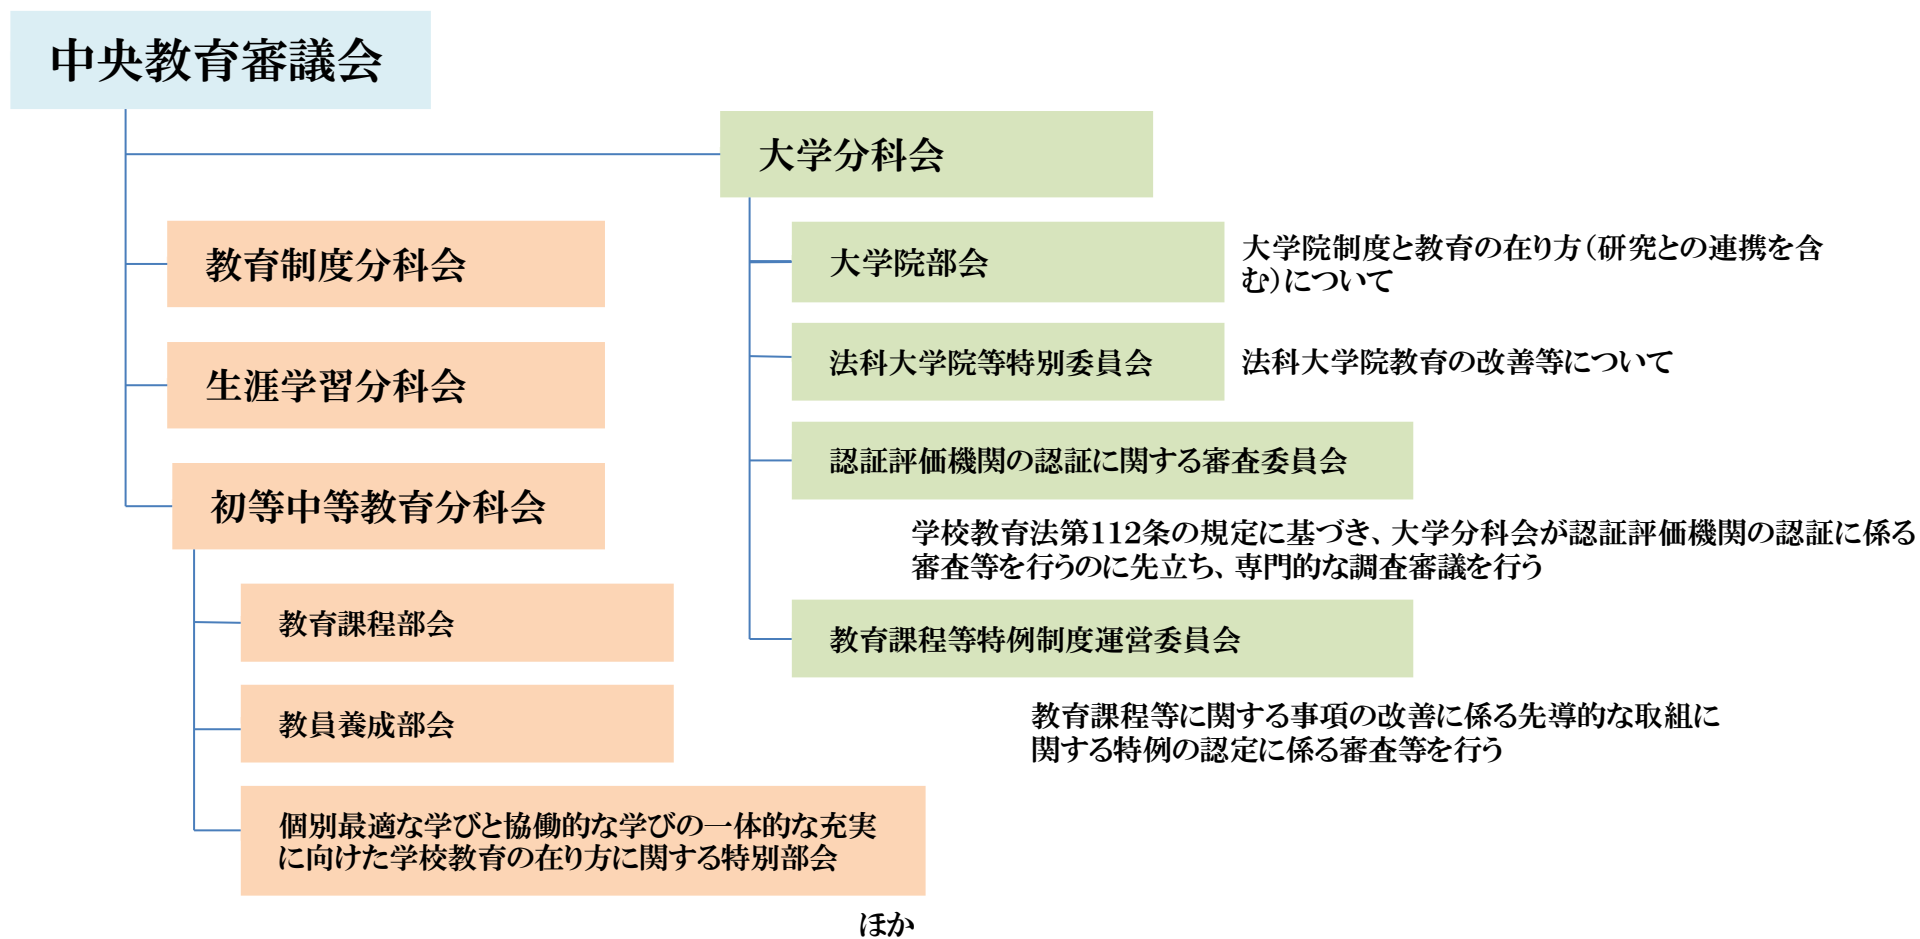 中央教育審議会
大学分科会
教育制度分科会
生涯学習分科会
初等中等教育分科会
教育課程部会
教員養成部会
個別最適な学びと協働的な学びの一体的な充実
に向けた学校教育の在り方に関する特別部会
ほか
大学院部会
大学院制度と教育の在り方（研究との連携を含
む）について
法科大学院等特別委員会
法科大学院教育の改善等について
認証評価機関の認証に関する審査委員会
学校教育法第112条の規定に基づき、大学分科会が認証評価機関の認証に係る
審査等を行うのに先立ち、専門的な調査審議を行う
教育課程等特例制度運営委員会
教育課程等に関する事項の改善に係る先導的な取組に
関する特例の認定に係る審査等を行う